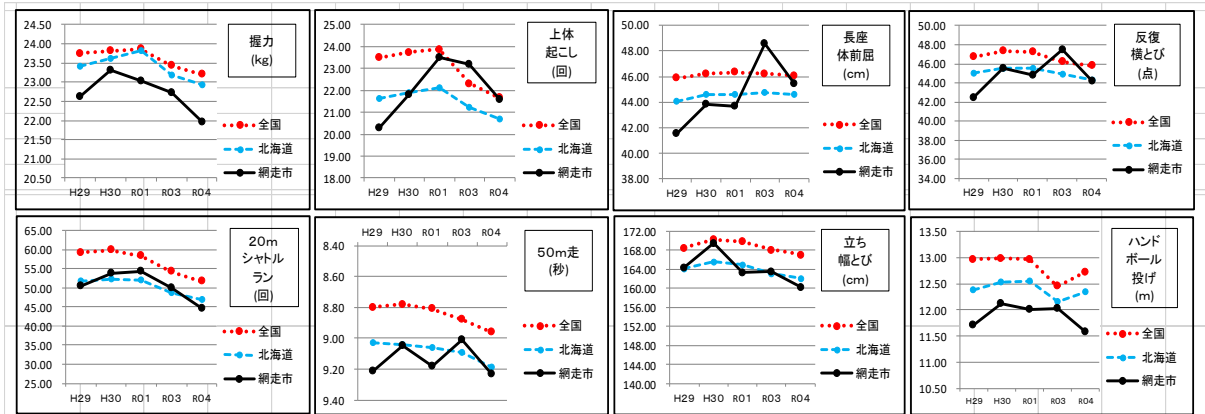 24.50
24.00
23.50
23.00
22.50
22.00
21.50
21.00
20.50
H29 H30 R01 R03 R04
握力
(kg)
全国
北海道
網走市
25.00
24.00
23.00
22.00
21.00
20.00
19.00
18.00
H29 H30 R01 R03 R04
上体
起こし
(回)
全国
北海道
網走市
50.00
48.00
46.00
44.00
42.00
40.00
38.00
H29 H30 R01 R03 R04
長座
体前屈
(cm)
全国
北海道
網走市
50.00
48.00
46.00
44.00
42.00
40.00
38.00
36.00
34.00
H29 H30 R01 R03 R04
反復
横とび
(点)
全国
北海道
網走市
65.00
60.00
55.00
50.00
45.00
40.00
35.00
30.00
25.00
H29 H30 R01 R03 R04
20m
シャトル
ラン
(回)
全国
北海道
網走市
H29 H30 R01 R03 R04
8.40
8.60
8.80
9.00
9.20
9.40
50m走
(秒)
全国
北海道
網走市
172.00
168.00
164.00
160.00
156.00
152.00
148.00
144.00
140.00
H29 H30 R01 R03 R04
立ち
幅とび
(cm)
全国
北海道
網走市
13.50
13.00
12.50
12.00
11.50
11.00
10.50
H29 H30 R01 R03 R04
ハンド
ボール
投げ
(m)
全国
北海道
網走市